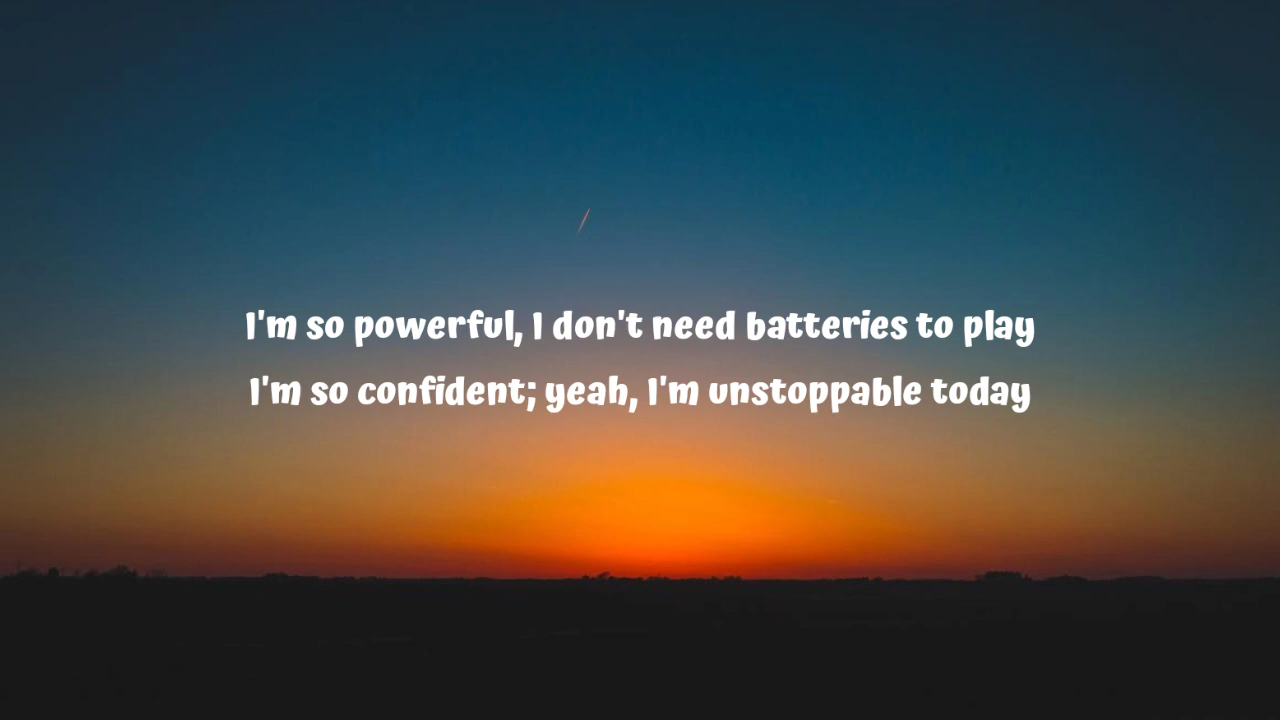 I'm so powerful, I don't need batteries to play
I'm so confident; yeah, I'm unstoppable today